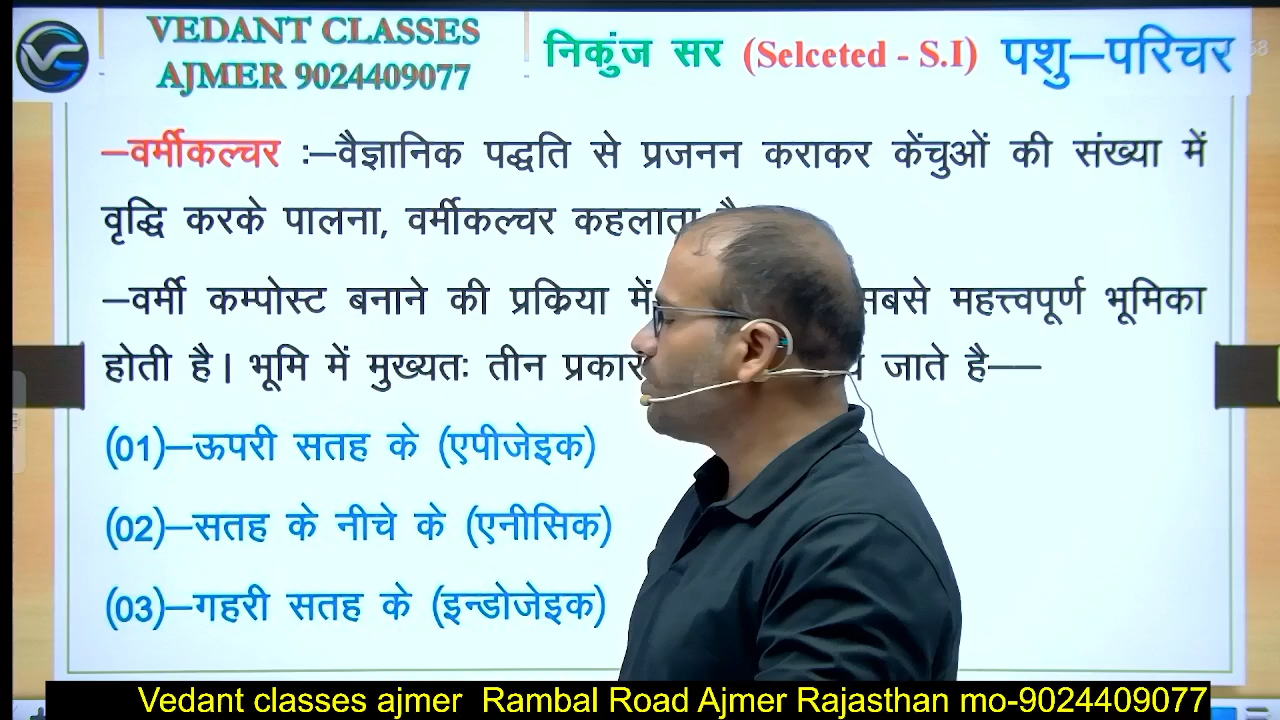 VEDANT CLASSES
AJMER 9024409077
निकुंज सर (Selceted - S.I) पशु–परिचर
–वर्मीकल्चर :–वैज्ञानिक पद्धति से प्रजनन कराकर केंचुओं की संख्या में
वृद्धि करके पालना, वर्मीकल्चर कहलाता
–वर्मी कम्पोस्ट बनाने की प्रक्रिया में सबसे महत्त्वपूर्ण भूमिका
होती है। भूमि में मुख्यतः तीन प्रकार जाते है––
(01)–ऊपरी सतह के (एपीजेइक)
(02)–सतह के नीचे के (एनीसिक)
(03)–गहरी सतह के (इन्डोजेइक)
Vedant classes ajmer Rambal Road Ajmer Rajasthan mo-9024409077